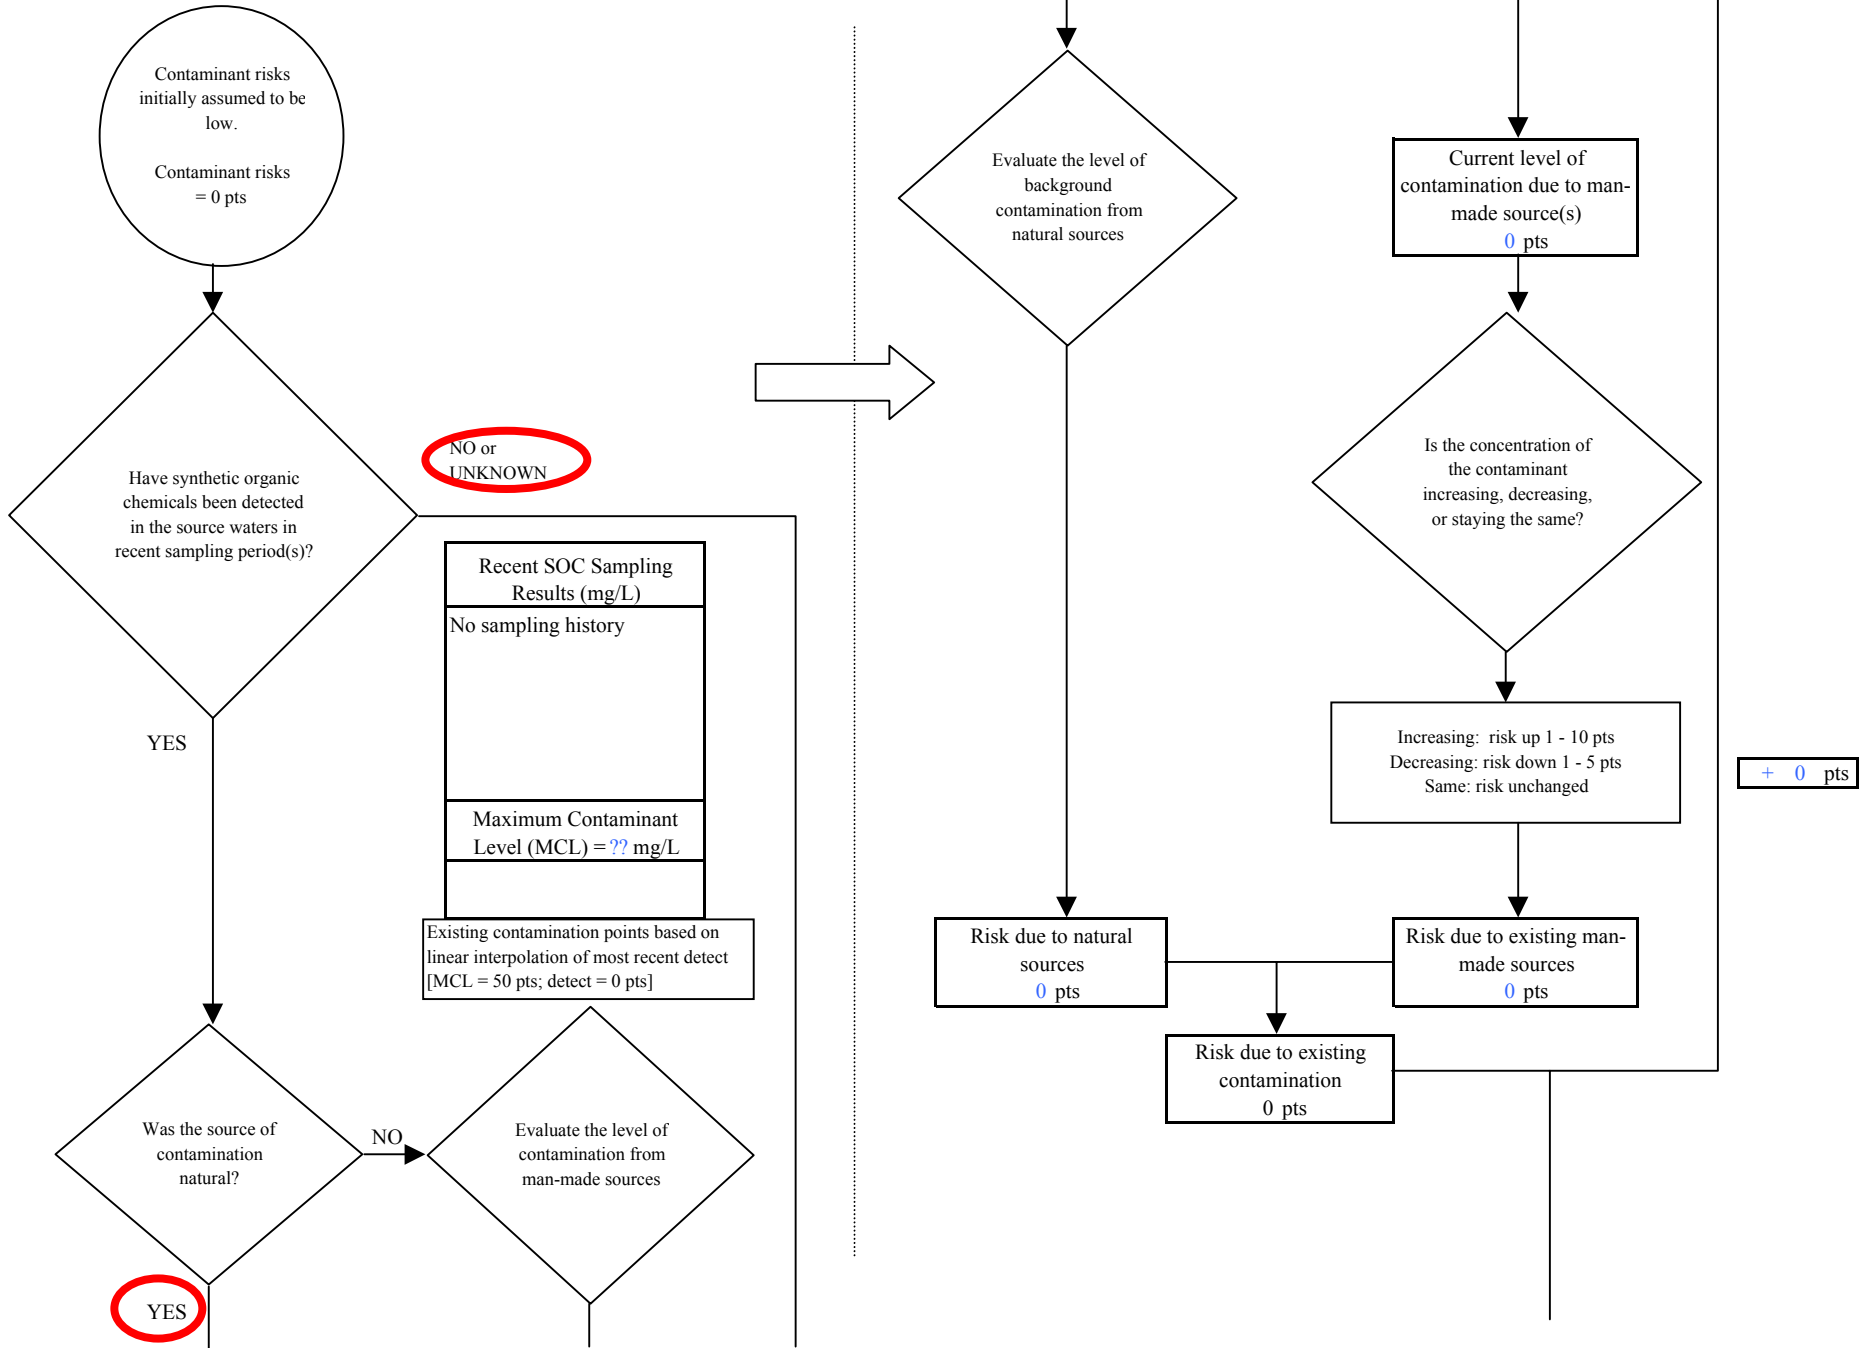 Contaminant risks
initially assumed to be
low.
Contaminant risks
= 0 pts
Have synthetic organic
chemicals been detected
in the source waters in
recent sampling period(s)?
NO or
UNKNOWN
YES
Recent SOC Sampling
Results (mg/L)
No sampling history
Maximum Contaminant
Level (MCL) = ?? mg/L
Existing contamination points based on
linear interpolation of most recent detect
[MCL = 50 pts; detect = 0 pts]
Was the source of
contamination
natural?
NO
Evaluate the level of
contamination from
man-made sources
YES
Evaluate the level of
background
contamination from
natural sources
Current level of
contamination due to man-
made source(s)
0 pts
Is the concentration of
the contaminant
increasing, decreasing,
or staying the same?
Increasing: risk up 1 - 10 pts
Decreasing: risk down 1 - 5 pts
Same: risk unchanged
+ 0 pts
Risk due to natural
sources
0 pts
Risk due to existing man-
made sources
0 pts
Risk due to existing
contamination
0 pts